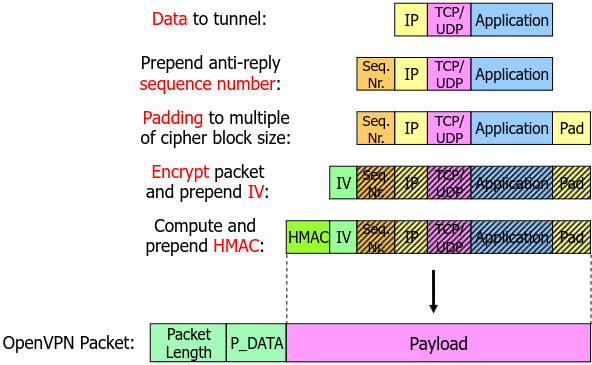 Data to tunnel:
IP
TCP/
UDP
Application
Prepend anti-reply
sequence number:
Seq.
Nr.
IP
TCP/
UDP
Application
Padding to multiple
of cipher block size:
Seq.
Nr.
IP
TCP/
UDP
Application
Pad
Encrypt packet
and prepend IV:
IV
Seq.
Nr.
IP
TCP/
UDP
Application
Pad
Compute and
prepend HMAC:
HMAC
IV
Seq.
Nr.
IP
TCP/
UDP
Application
Pad
OpenVPN Packet:
Packet
Length
P_DATA
Payload